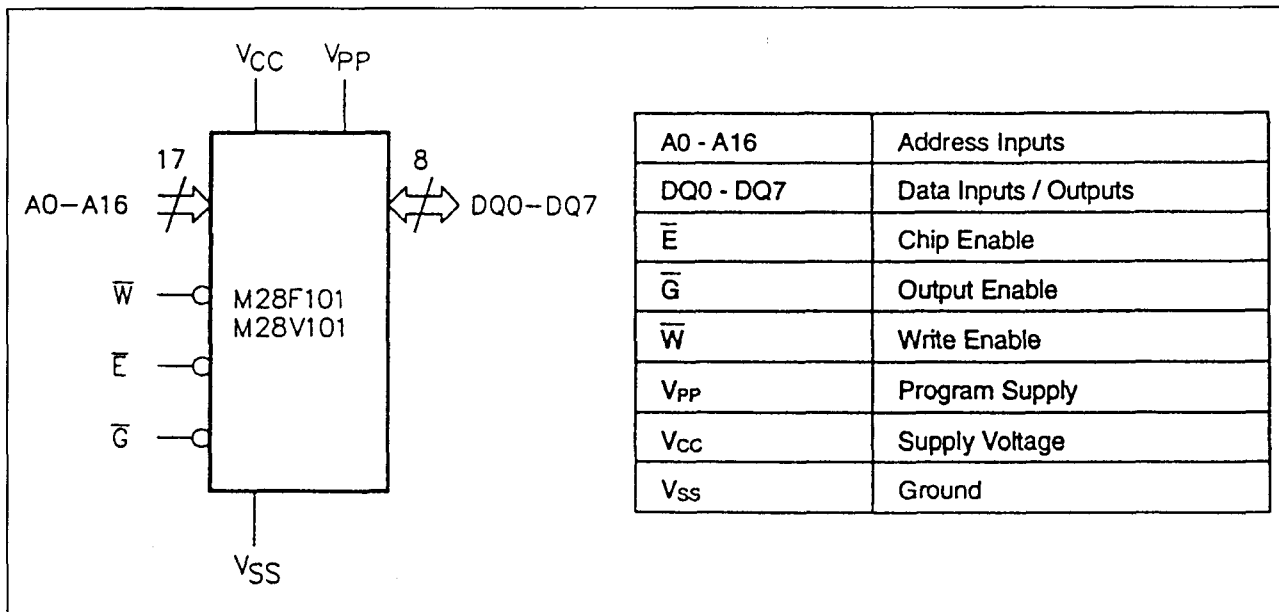 VCC VPP
17
8
A0-A16
DQ0-DQ7
W̅
M28F101
M28V101
E̅
G̅
VSS
A0 - A16 Address Inputs
DQ0 - DQ7 Data Inputs / Outputs
E̅ Chip Enable
G̅ Output Enable
W̅ Write Enable
VPP Program Supply
VCC Supply Voltage
VSS Ground